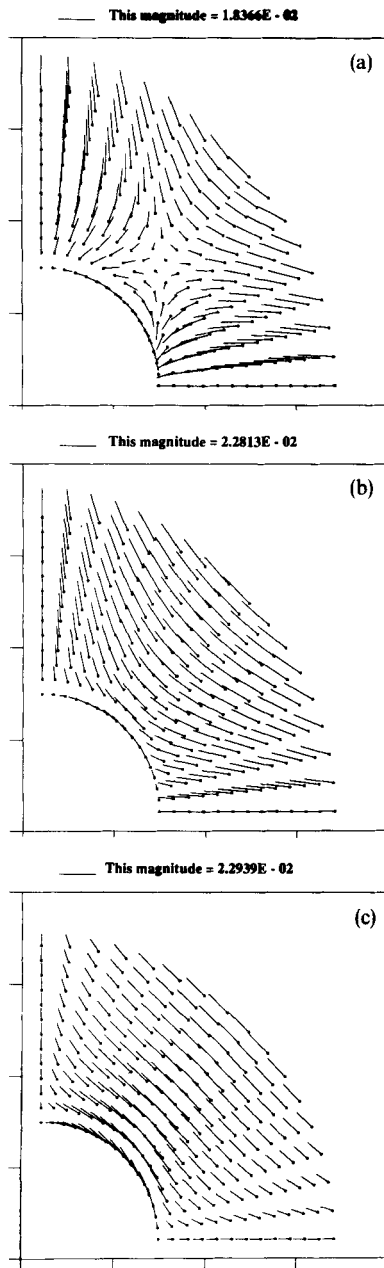 This magnitude = 1.8366E - 02
(a)
This magnitude = 2.2813E - 02
(b)
This magnitude = 2.2939E - 02
(c)